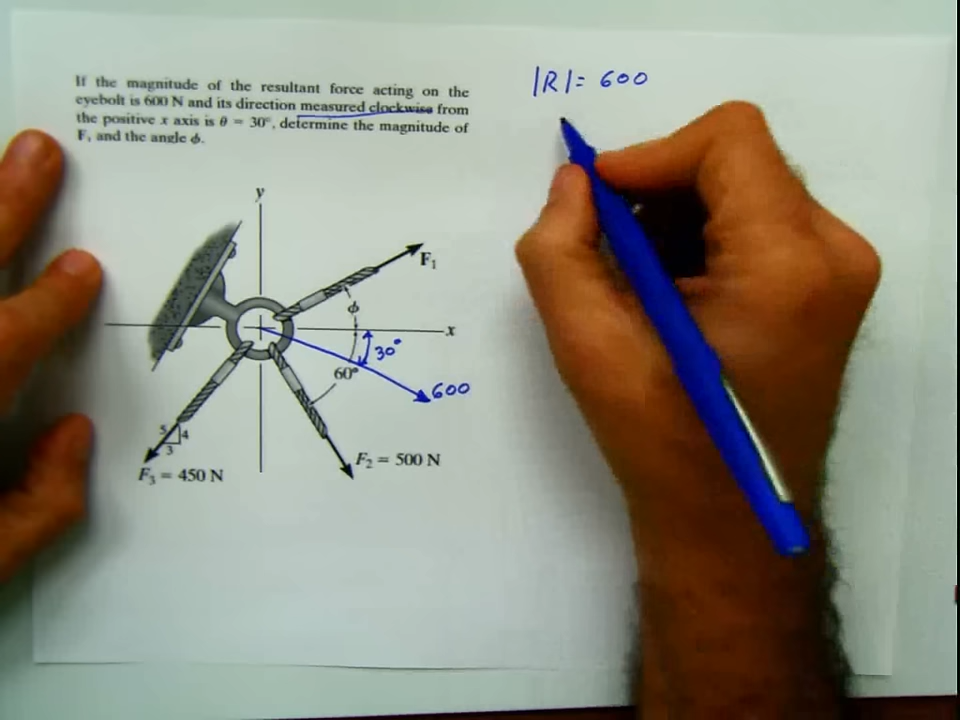 If the magnitude of the resultant force acting on the
eyebolt is 600 N and its direction measured clockwise from
the positive x axis is θ = 30°, determine the magnitude of
F₁ and the angle ϕ.
|R| = 600
y
F₁
ϕ
x
30°
60°
600
5
4
3
F₂ = 500 N
F₃ = 450 N